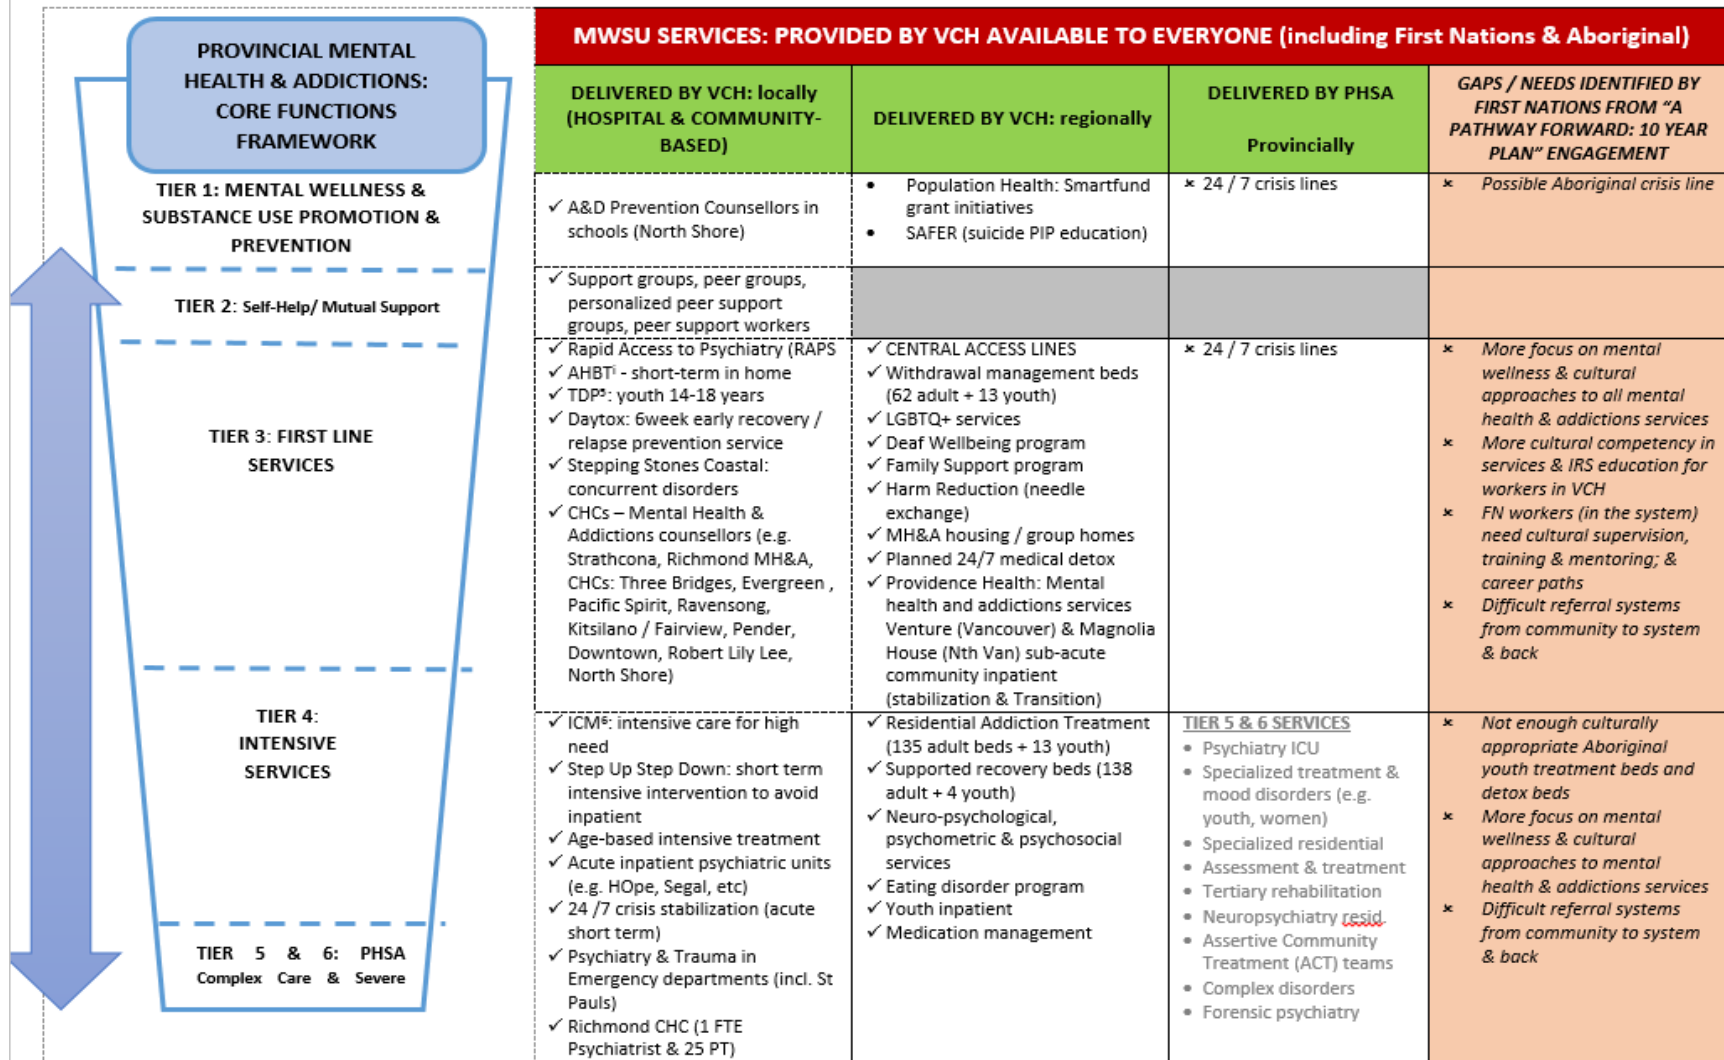 PROVINCIAL MENTAL
HEALTH & ADDICTIONS:
CORE FUNCTIONS
FRAMEWORK
TIER 1: MENTAL WELLNESS &
SUBSTANCE USE PROMOTION &
PREVENTION
TIER 2: Self-Help/ Mutual Support
TIER 3: FIRST LINE
SERVICES
TIER 4:
INTENSIVE
SERVICES
TIER 5 & 6: PHSA
Complex Care & Severe
MWSU SERVICES: PROVIDED BY VCH AVAILABLE TO EVERYONE (including First Nations & Aboriginal)
DELIVERED BY VCH: locally
(HOSPITAL & COMMUNITY-
BASED)
DELIVERED BY VCH: regionally
DELIVERED BY PHSA
Provincially
GAPS / NEEDS IDENTIFIED BY
FIRST NATIONS FROM “A
PATHWAY FORWARD: 10 YEAR
PLAN” ENGAGEMENT
✓ A&D Prevention Counsellors in
schools (North Shore)
• Population Health: Smartfund
grant initiatives
• SAFER (suicide PIP education)
× 24 / 7 crisis lines
× Possible Aboriginal crisis line
✓ Support groups, peer groups,
personalized peer support
groups, peer support workers
✓ Rapid Access to Psychiatry (RAPS
✓ AHBTⁱ - short-term in home
✓ TDP⁵: youth 14-18 years
✓ Daytox: 6week early recovery /
relapse prevention service
✓ Stepping Stones Coastal:
concurrent disorders
✓ CHCs – Mental Health &
Addictions counsellors (e.g.
Strathcona, Richmond MH&A,
CHCs: Three Bridges, Evergreen ,
Pacific Spirit, Ravensong,
Kitsilano / Fairview, Pender,
Downtown, Robert Lily Lee,
North Shore)
✓ CENTRAL ACCESS LINES
✓ Withdrawal management beds
(62 adult + 13 youth)
✓ LGBTQ+ services
✓ Deaf Wellbeing program
✓ Family Support program
✓ Harm Reduction (needle
exchange)
✓ MH&A housing / group homes
✓ Planned 24/7 medical detox
✓ Providence Health: Mental
health and addictions services
Venture (Vancouver) & Magnolia
House (Nth Van) sub-acute
community inpatient
(stabilization & Transition)
× 24 / 7 crisis lines
× More focus on mental
wellness & cultural
approaches to all mental
health & addictions services
× More cultural competency in
services & IRS education for
workers in VCH
× FN workers (in the system)
need cultural supervision,
training & mentoring; &
career paths
× Difficult referral systems
from community to system
& back
✓ ICM⁶: intensive care for high
need
✓ Step Up Step Down: short term
intensive intervention to avoid
inpatient
✓ Age-based intensive treatment
✓ Acute inpatient psychiatric units
(e.g. HOpe, Segal, etc)
✓ 24 /7 crisis stabilization (acute
short term)
✓ Psychiatry & Trauma in
Emergency departments (incl. St
Pauls)
✓ Richmond CHC (1 FTE
Psychiatrist & 25 PT)
✓ Residential Addiction Treatment
(135 adult beds + 13 youth)
✓ Supported recovery beds (138
adult + 4 youth)
✓ Neuro-psychological,
psychometric & psychosocial
services
✓ Eating disorder program
✓ Youth inpatient
✓ Medication management
TIER 5 & 6 SERVICES
• Psychiatry ICU
• Specialized treatment &
mood disorders (e.g.
youth, women)
• Specialized residential
• Assessment & treatment
• Tertiary rehabilitation
• Neuropsychiatry resid.
• Assertive Community
Treatment (ACT) teams
• Complex disorders
• Forensic psychiatry
× Not enough culturally
appropriate Aboriginal
youth treatment beds and
detox beds
× More focus on mental
wellness & cultural
approaches to mental
health & addictions services
× Difficult referral systems
from community to system
& back